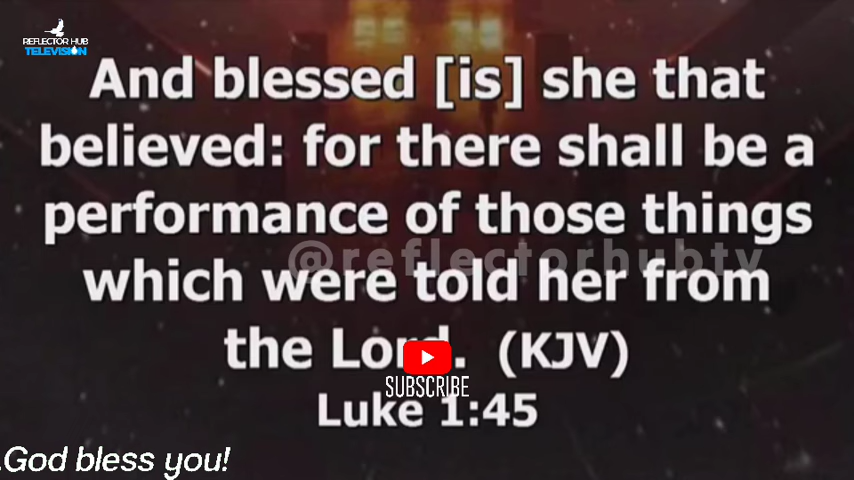 REFLECTOR HUB
TELEVISION
And blessed [is] she that
believed: for there shall be a
performance of those things
@reflectorhubtv
which were told her from
the Lord. (KJV)
SUBSCRIBE
Luke 1:45
.God bless you!